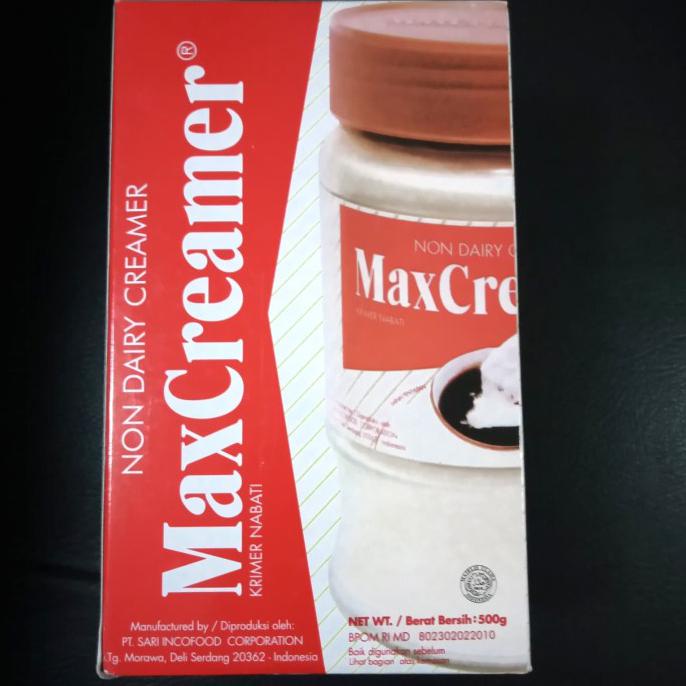 NON DAIRY CREAMER
MaxCreamer®
KRIMER NABATI
NON DAIRY C
MaxCre
KRIMER NABATI
Manufactured by / Diproduksi oleh:
PT. SARI INCOFOOD CORPORATION
Tg. Morawa, Deli Serdang 20362 - Indonesia
NET WT. / Berat Bersih : 500g
BPOM RI MD 802302022010
Baik digunakan sebelum
Lihat bagian atas kemasan